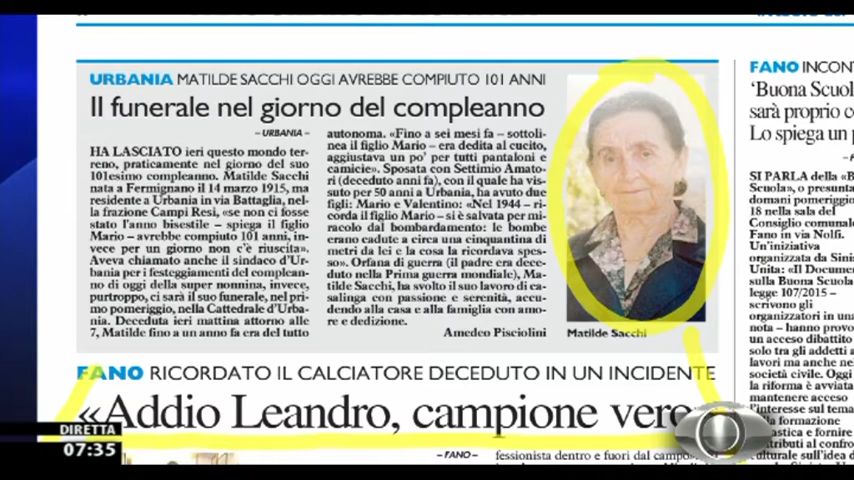 URBANIA MATILDE SACCHI OGGI AVREBBE COMPIUTO 101 ANNI
Il funerale nel giorno del compleanno
– URBANIA –
HA LASCIATO ieri questo mondo ter-
reno, praticamente nel giorno del suo
101esimo compleanno. Matilde Sacchi
nata a Fermignano il 14 marzo 1915, ma
residente a Urbania in via Battaglia, nel-
la frazione Campi Resi, «se non ci fosse
stato l'anno bisestile – spiega il figlio
Mario – avrebbe compiuto 101 anni, in-
vece per un giorno non c'è riuscita».
Aveva chiamato anche il sindaco d'Ur-
bania per i festeggiamenti del complean-
no di oggi della super nonnina, invece,
purtroppo, ci sarà il suo funerale, nel pri-
mo pomeriggio, nella Cattedrale d'Urba-
nia. Deceduta ieri mattina attorno alle
7, Matilde fino a un anno fa era del tutto
autonoma. «Fino a sei mesi fa – sottoli-
nea il figlio Mario – era dedita al cucito,
aggiustava un po' per tutti pantaloni e
camicie». Sposata con Settimio Amato-
ri (deceduto anni fa), con il quale ha vis-
suto per 50 anni a Urbania, ha avuto due
figli: Mario e Valentino: «Nel 1944 – ri-
corda il figlio Mario – si è salvata per mi-
racolo dal bombardamento: le bombe
erano cadute a circa una cinquantina di
metri da lei e la cosa la ricordava spes-
so». Orfana di guerra (il padre era dece-
duto nella Prima guerra mondiale), Ma-
tilde Sacchi, ha svolto il suo lavoro di ca-
salinga con passione e serenità, accu-
dendo alla casa e alla famiglia con amo-
re e dedizione.
Amedeo Pisciolini
Matilde Sacchi
FANO RICORDATO IL CALCIATORE DECEDUTO IN UN INCIDENTE
«Addio Leandro, campione vero
– FANO –
fessionista dentro e fuori dal campo
FANO INCONT
'Buona Scuol
sarà proprio c
Lo spiega un p
SI PARLA della «B
Scuola», o presunta
domani pomeriggio
18 nella sala del
Consiglio comunale
Fano in via Nolfi.
Un'iniziativa
organizzata da Sini
Unita: «Il Docum
sulla Buona Scuola
legge 107/2015 –
scrivono gli
organizzatori in una
nota – hanno provo
un acceso dibattito
solo tra gli addetti a
lavori ma anche ne
società civile. Oggi
la riforma è avviata
mantenere acceso
l'interesse sul tema
la formazione
astica e fornire
ntributi al confro
culturale sull'idea d
DIRETTA
07:35